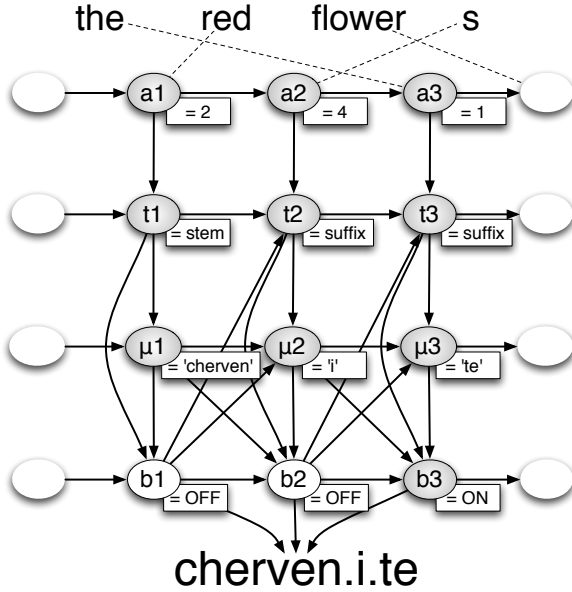 the red flower s
a1 a2 a3
= 2 = 4 = 1
t1 t2 t3
= stem = suffix = suffix
μ1 μ2 μ3
= 'cherven' = 'i' = 'te'
b1 b2 b3
= OFF = OFF = ON
cherven.i.te